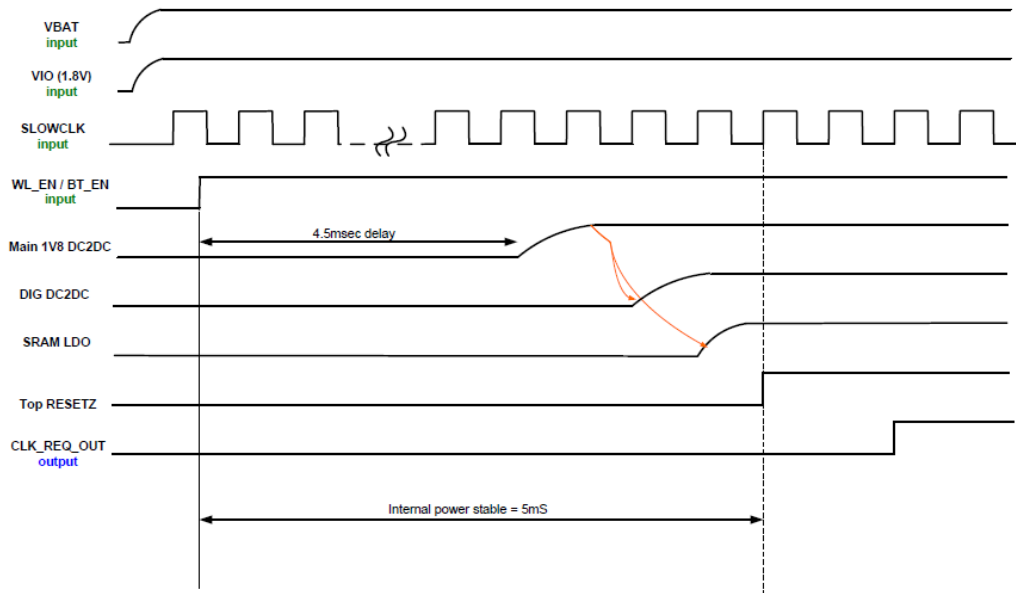 VBAT
input
VIO (1.8V)
input
SLOWCLK
input
WL_EN / BT_EN
input
4.5msec delay
Main 1V8 DC2DC
DIG DC2DC
SRAM LDO
Top RESETZ
CLK_REQ_OUT
output
Internal power stable = 5mS